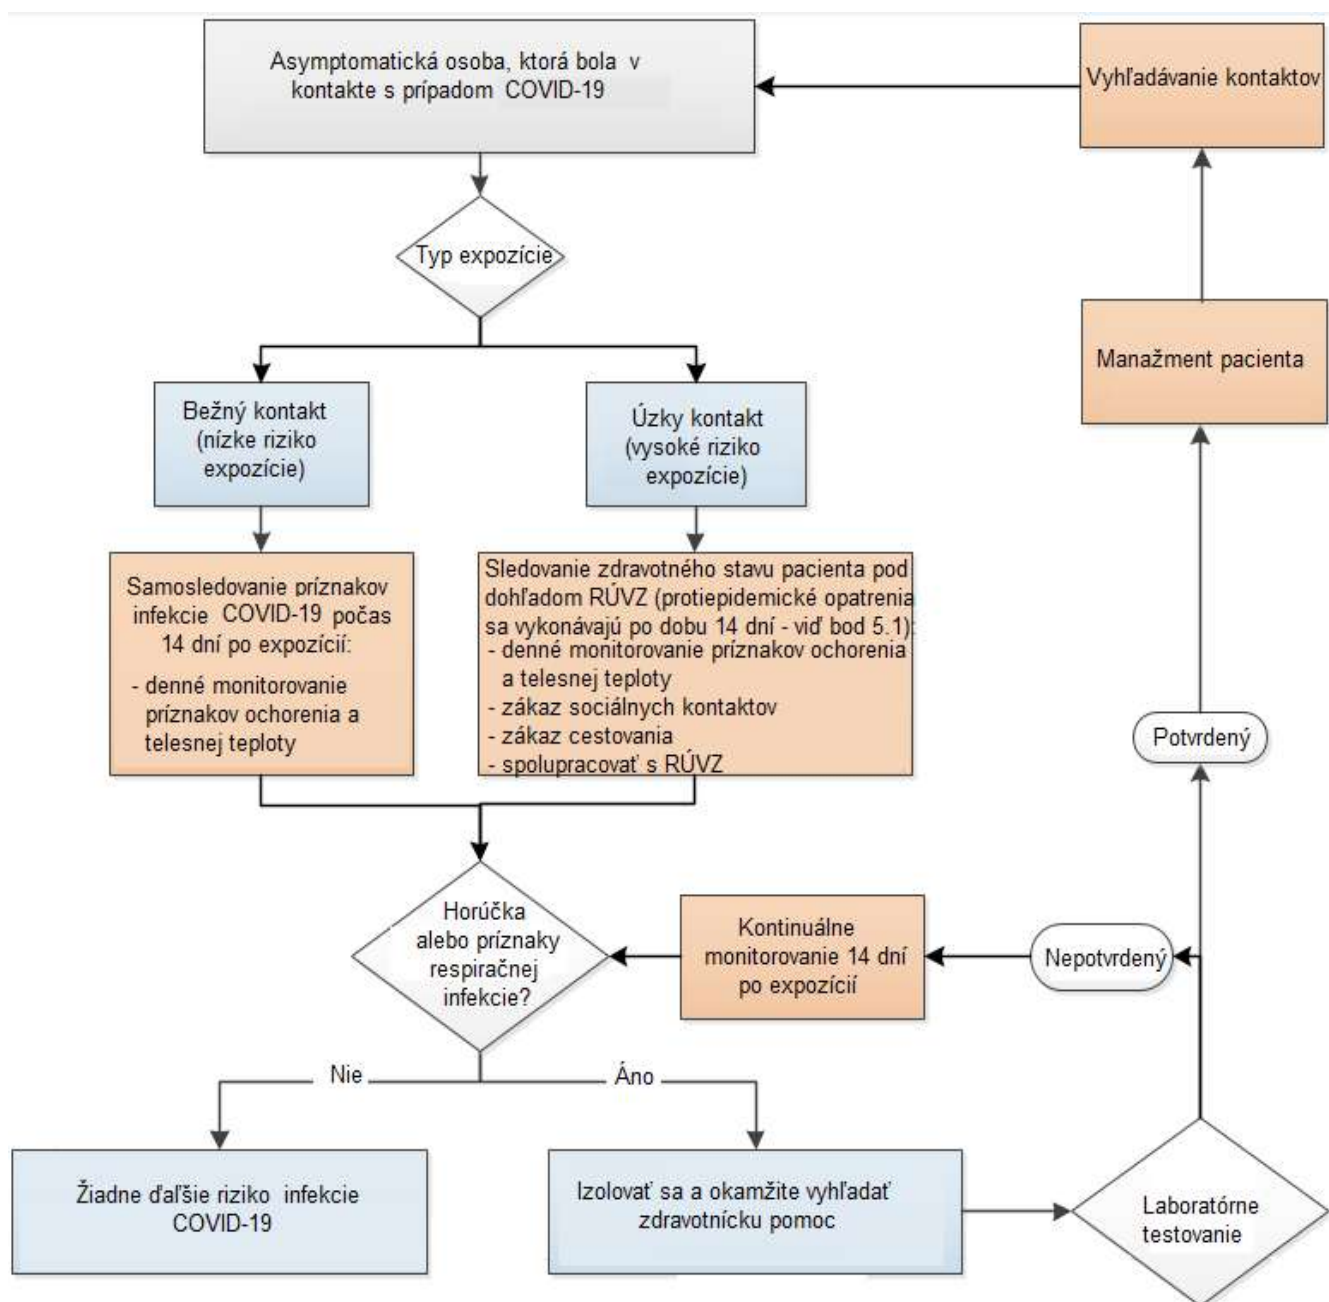 Asymptomatická osoba, ktorá bola v
kontakte s prípadom COVID-19
Vyhľadávanie kontaktov
Typ expozície
Manažment pacienta
Bežný kontakt
(nízke riziko
expozície)
Úzky kontakt
(vysoké riziko
expozície)
Samosledovanie príznakov
infekcie COVID-19 počas
14 dní po expozícií:
- denné monitorovanie
príznakov ochorenia a
telesnej teploty
Sledovanie zdravotného stavu pacienta pod
dohľadom RÚVZ (protiepidemické opatrenia
sa vykonávajú po dobu 14 dní - viď bod 5.1):
- denné monitorovanie príznakov ochorenia
a telesnej teploty
- zákaz sociálnych kontaktov
- zákaz cestovania
- spolupracovať s RÚVZ
Potvrdený
Horúčka
alebo príznaky
respiračnej
infekcie?
Kontinuálne
monitorovanie 14 dní
po expozícií
Nepotvrdený
Nie
Áno
Žiadne ďaľšie riziko infekcie
COVID-19
Izolovať sa a okamžite vyhľadať
zdravotnícku pomoc
Laboratórne
testovanie